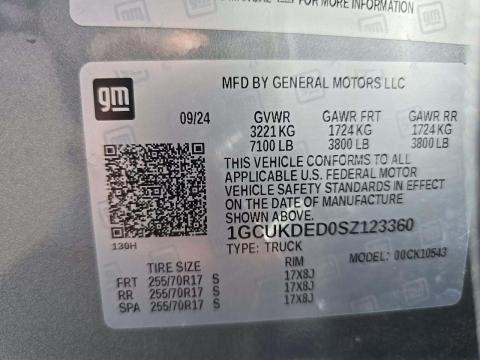 FOR MORE INFORMATION
gm
MFD BY GENERAL MOTORS LLC
09/24 GVWR GAWR FRT GAWR RR
3221 KG 1724 KG 1724 KG
7100 LB 3800 LB 3800 LB
THIS VEHICLE CONFORMS TO ALL
APPLICABLE U.S. FEDERAL MOTOR
VEHICLE SAFETY STANDARDS IN EFFECT
ON THE DATE OF MANUFACTURE
SHOWN ABOVE.
130H 1GCUKDED0SZ123360
TYPE: TRUCK MODEL: 00CK10543
TIRE SIZE RIM
FRT 255/70R17 S 17X8J
RR 255/70R17 S 17X8J
SPA 255/70R17 S 17X8J